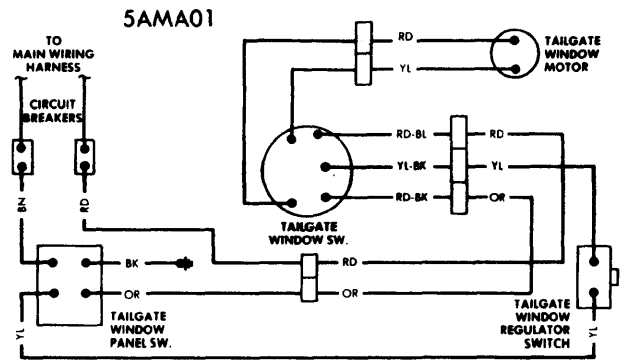 5AMA01
TO
MAIN WIRING
HARNESS
CIRCUIT
BREAKERS
RD
YL
TAILGATE
WINDOW
MOTOR
RD-BL
RD
YL-BK
YL
RD-BK
OR
BN
RD
TAILGATE
WINDOW SW.
BK
RD
OR
OR
YL
TAILGATE
WINDOW
PANEL SW.
TAILGATE
WINDOW
REGULATOR
SWITCH
YL